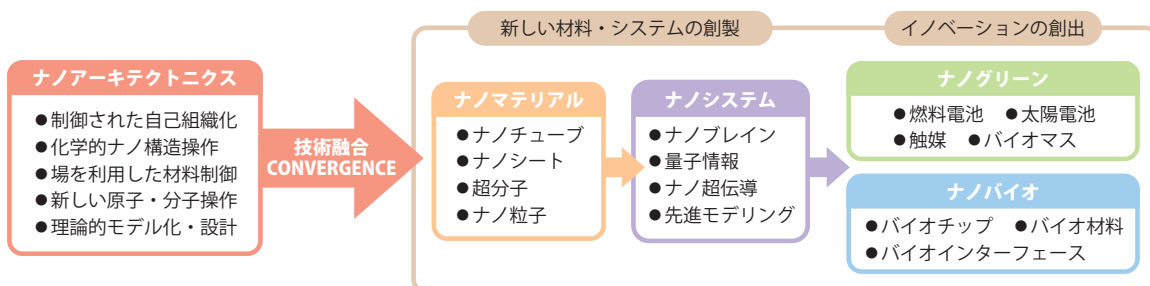 新しい材料・システムの創製
イノベーションの創出
ナノアーキテクトニクス
●制御された自己組織化
●化学的ナノ構造操作
●場を利用した材料制御
●新しい原子・分子操作
●理論的モデル化・設計
技術融合
CONVERGENCE
ナノマテリアル
●ナノチューブ
●ナノシート
●超分子
●ナノ粒子
ナノシステム
●ナノブレイン
●量子情報
●ナノ超伝導
●先進モデリング
ナノグリーン
●燃料電池 ●太陽電池
●触媒 ●バイオマス
ナノバイオ
●バイオチップ ●バイオ材料
●バイオインターフェース